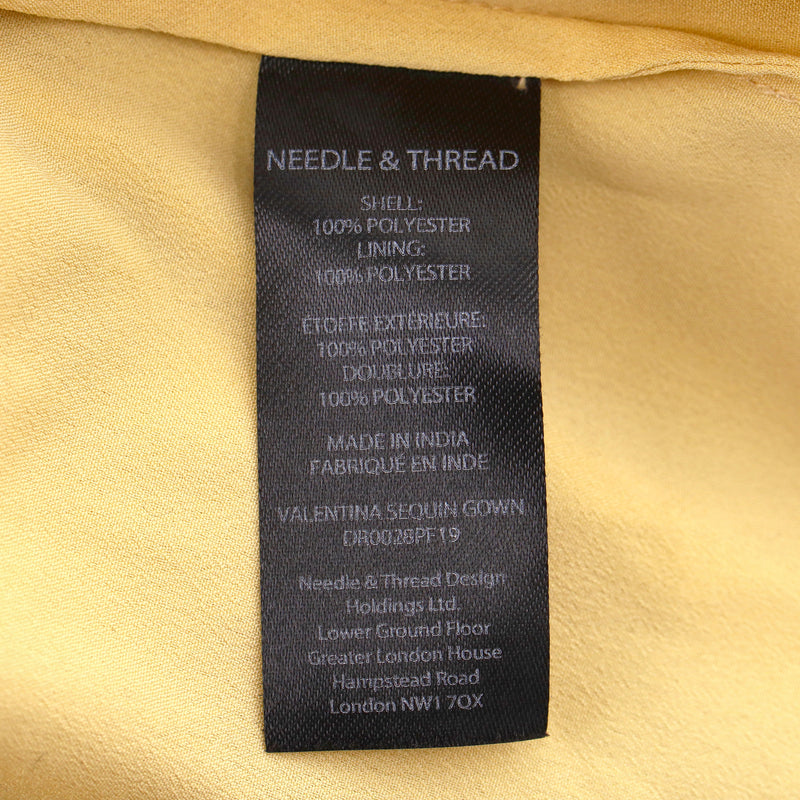 NEEDLE & THREAD
SHELL:
100% POLYESTER
LINING:
100% POLYESTER
ÉTOFFE EXTÉRIEURE:
100% POLYESTER
DOUBLURE:
100% POLYESTER
MADE IN INDIA
FABRIQUÉ EN INDE
VALENTINA SEQUIN GOWN
DR0028PF19
Needle & Thread Design
Holdings Ltd.
Lower Ground Floor
Greater London House
Hampstead Road
London NW1 7QX